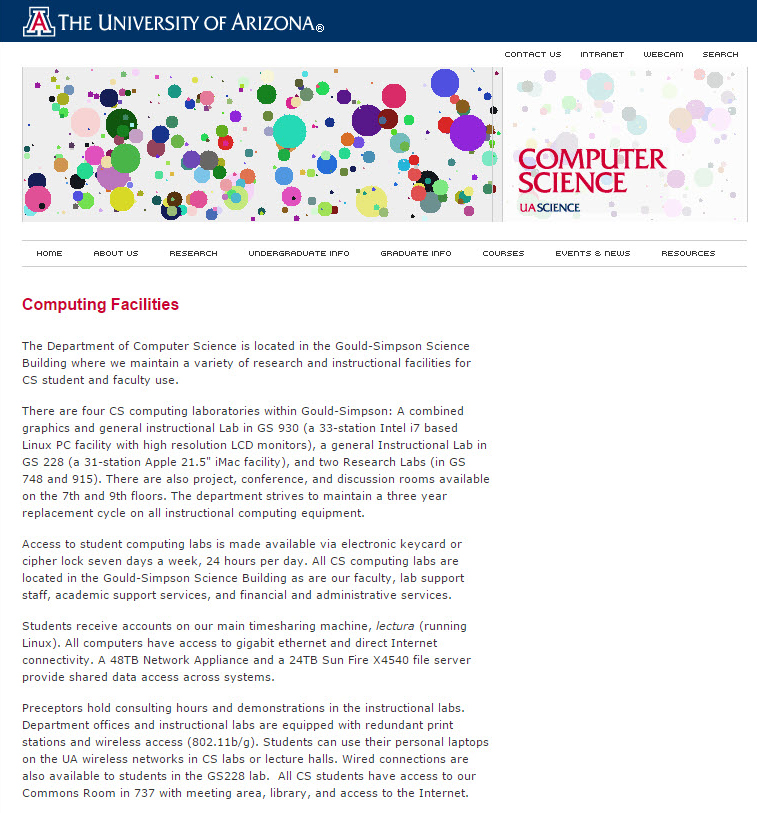 THE UNIVERSITY OF ARIZONA®
CONTACT US INTRANET WEBCAM SEARCH
COMPUTER
SCIENCE
UASCIENCE
HOME ABOUT US RESEARCH UNDERGRADUATE INFO GRADUATE INFO COURSES EVENTS & NEWS RESOURCES
Computing Facilities
The Department of Computer Science is located in the Gould-Simpson Science
Building where we maintain a variety of research and instructional facilities for
CS student and faculty use.
There are four CS computing laboratories within Gould-Simpson: A combined
graphics and general instructional Lab in GS 930 (a 33-station Intel i7 based
Linux PC facility with high resolution LCD monitors), a general Instructional Lab in
GS 228 (a 31-station Apple 21.5" iMac facility), and two Research Labs (in GS
748 and 915). There are also project, conference, and discussion rooms available
on the 7th and 9th floors. The department strives to maintain a three year
replacement cycle on all instructional computing equipment.
Access to student computing labs is made available via electronic keycard or
cipher lock seven days a week, 24 hours per day. All CS computing labs are
located in the Gould-Simpson Science Building as are our faculty, lab support
staff, academic support services, and financial and administrative services.
Students receive accounts on our main timesharing machine, lectura (running
Linux). All computers have access to gigabit ethernet and direct Internet
connectivity. A 48TB Network Appliance and a 24TB Sun Fire X4540 file server
provide shared data access across systems.
Preceptors hold consulting hours and demonstrations in the instructional labs.
Department offices and instructional labs are equipped with redundant print
stations and wireless access (802.11b/g). Students can use their personal laptops
on the UA wireless networks in CS labs or lecture halls. Wired connections are
also available to students in the GS228 lab.  All CS students have access to our
Commons Room in 737 with meeting area, library, and access to the Internet.